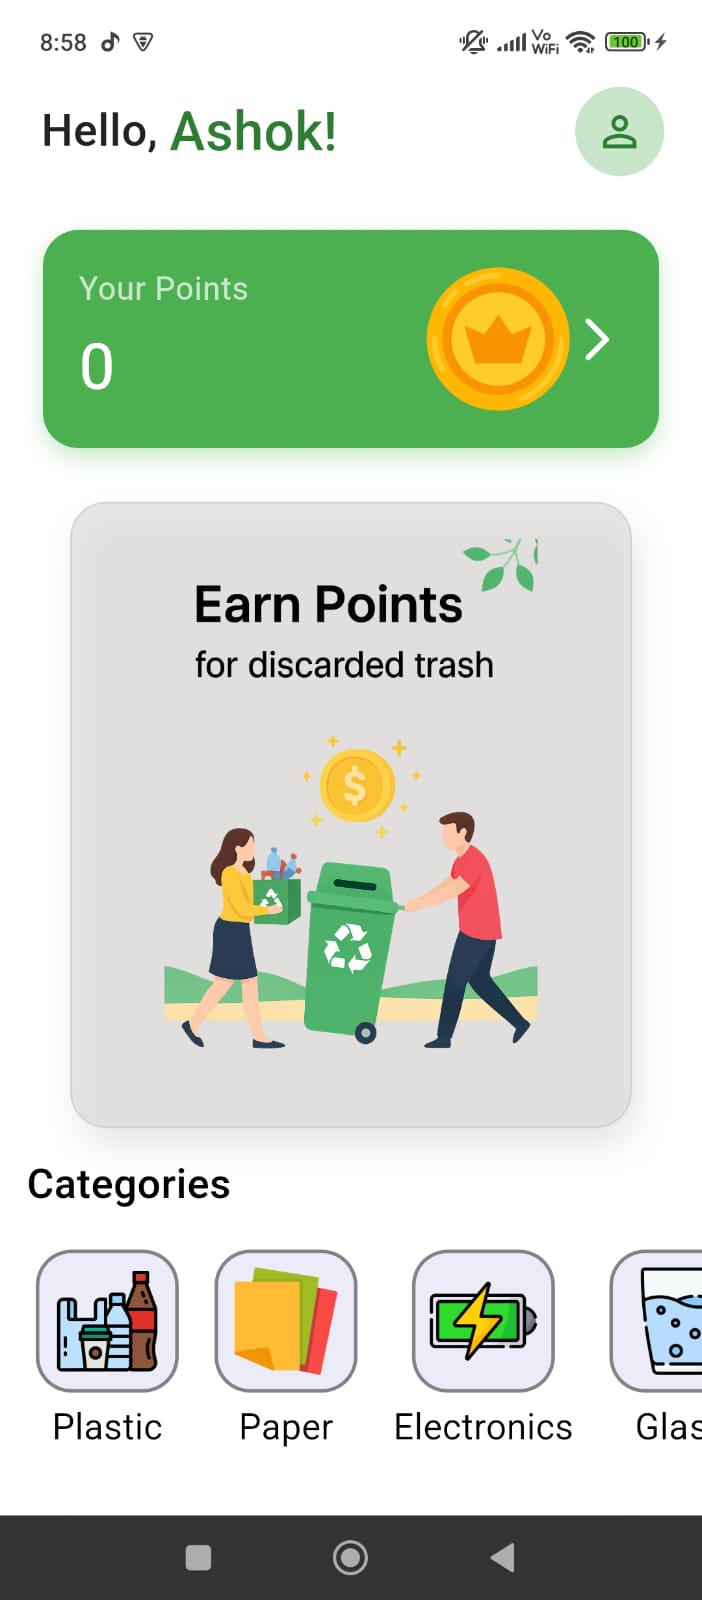 8:58
Vo
WiFi
100
Hello, Ashok!
Your Points
0
Earn Points
for discarded trash
$
Categories
Plastic
Paper
Electronics
Glas